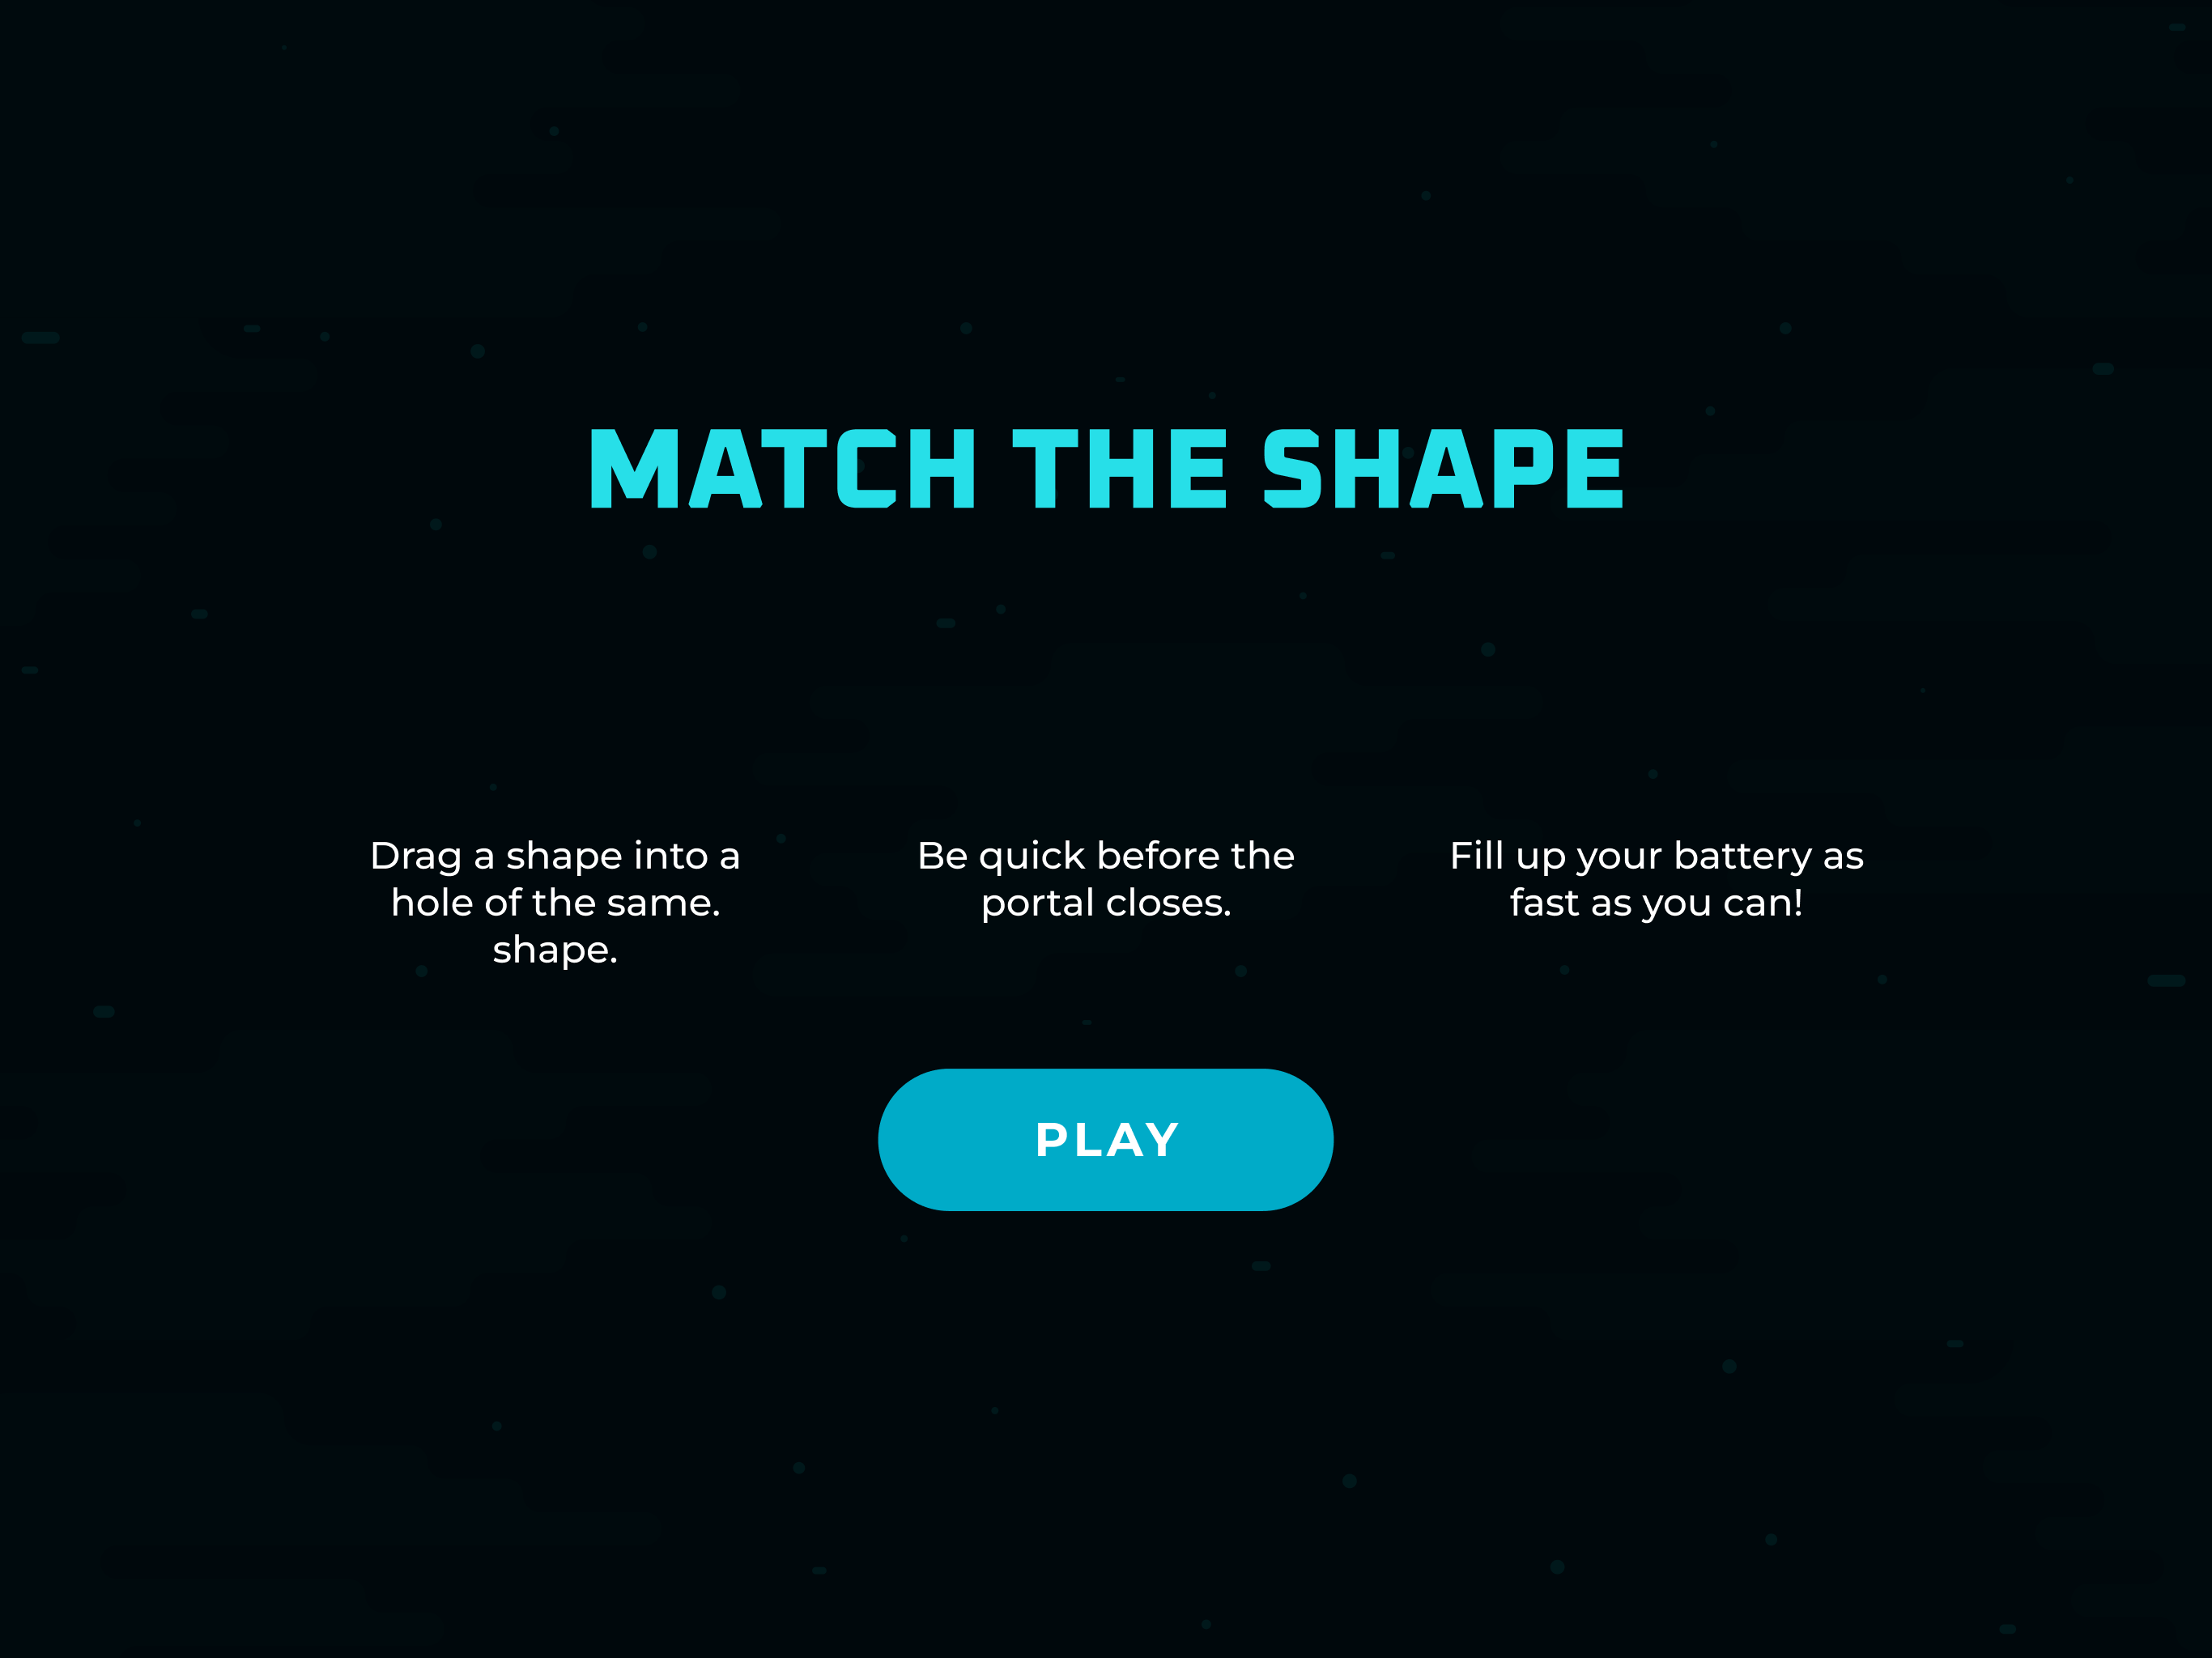 MATCH THE SHAPE
Drag a shape into a
hole of the same.
shape.
Be quick before the
portal closes.
Fill up your battery as
fast as you can!
PLAY